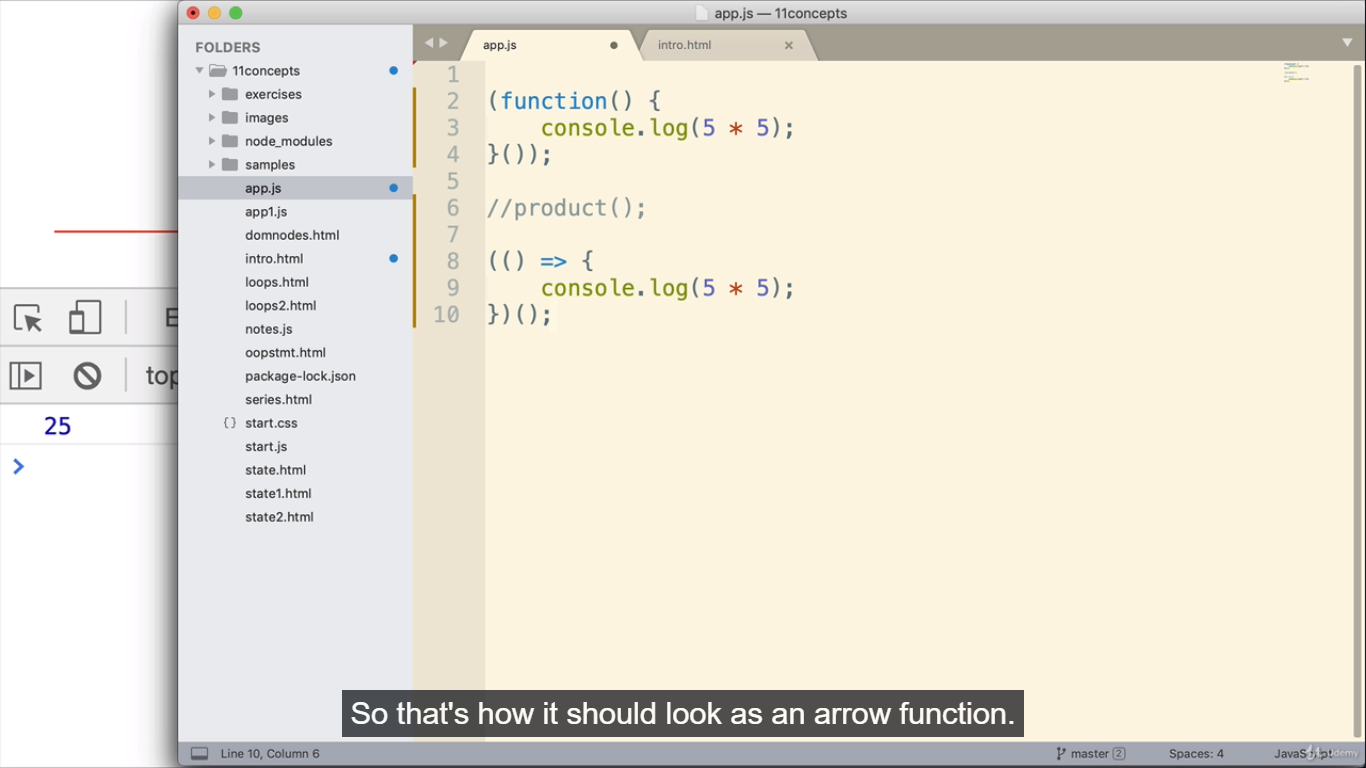 app.js — 11concepts
FOLDERS
11concepts
exercises
images
node_modules
samples
app.js
app1.js
domnodes.html
intro.html
loops.html
loops2.html
notes.js
oopstmt.html
package-lock.json
series.html
{} start.css
start.js
state.html
state1.html
state2.html
app.js
intro.html
1
2 (function() {
3     console.log(5 * 5);
4 }());
5
6 //product();
7
8 (() => {
9     console.log(5 * 5);
10 })();
top
25
So that's how it should look as an arrow function.
Line 10, Column 6
master 2
Spaces: 4
JavaScript